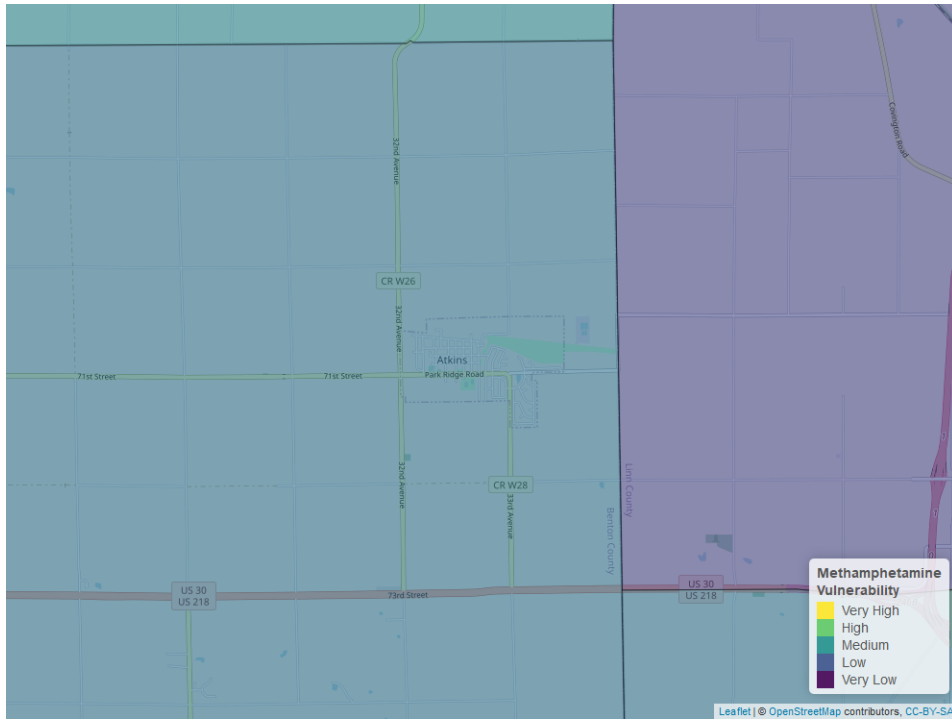 Covington Road
32nd Avenue
CR W26
32nd Avenue
Atkins
71st Street
71st Street
Park Ridge Road
32nd Avenue
CR W28
33rd Avenue
Linn County
Benton County
US 30
US 218
73rd Street
US 30
US 218
Methamphetamine
Vulnerability
Very High
High
Medium
Low
Very Low
Leaflet | © OpenStreetMap contributors, CC-BY-SA